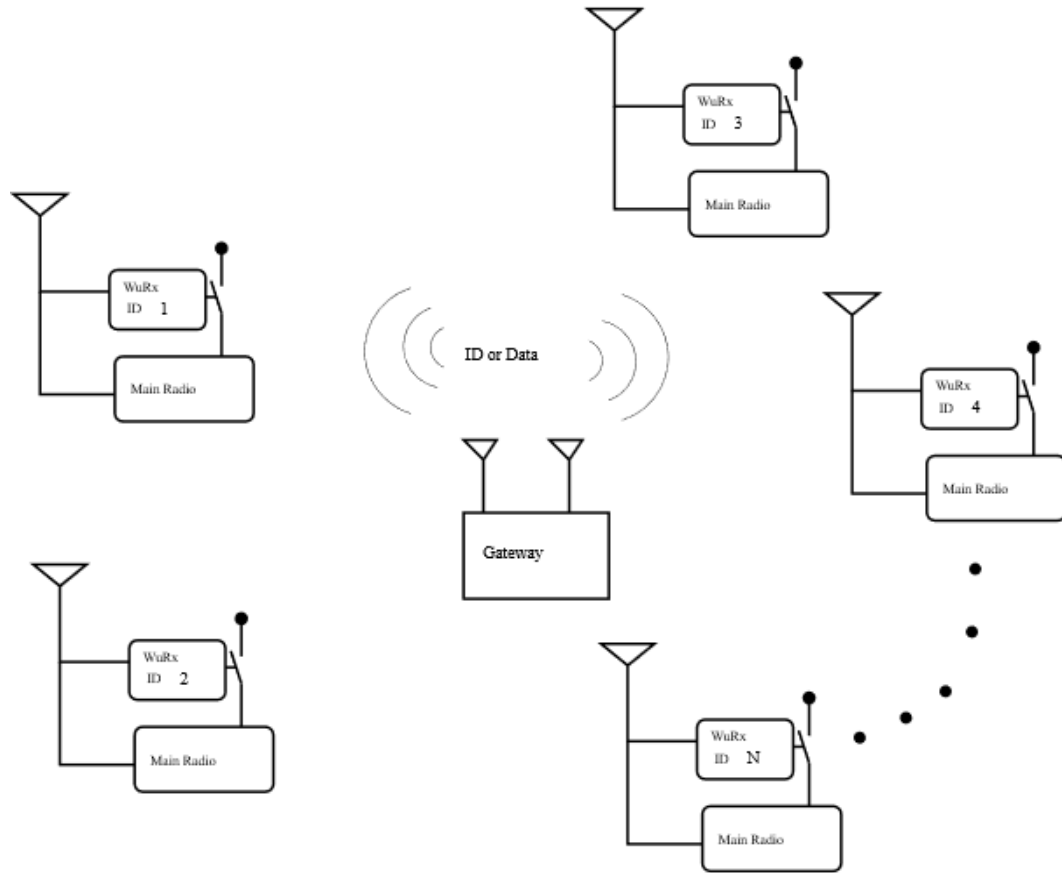 WuRx
ID 3
Main Radio
WuRx
ID 1
Main Radio
ID or Data
WuRx
ID 4
Main Radio
Gateway
WuRx
ID 2
Main Radio
WuRx
ID N
Main Radio